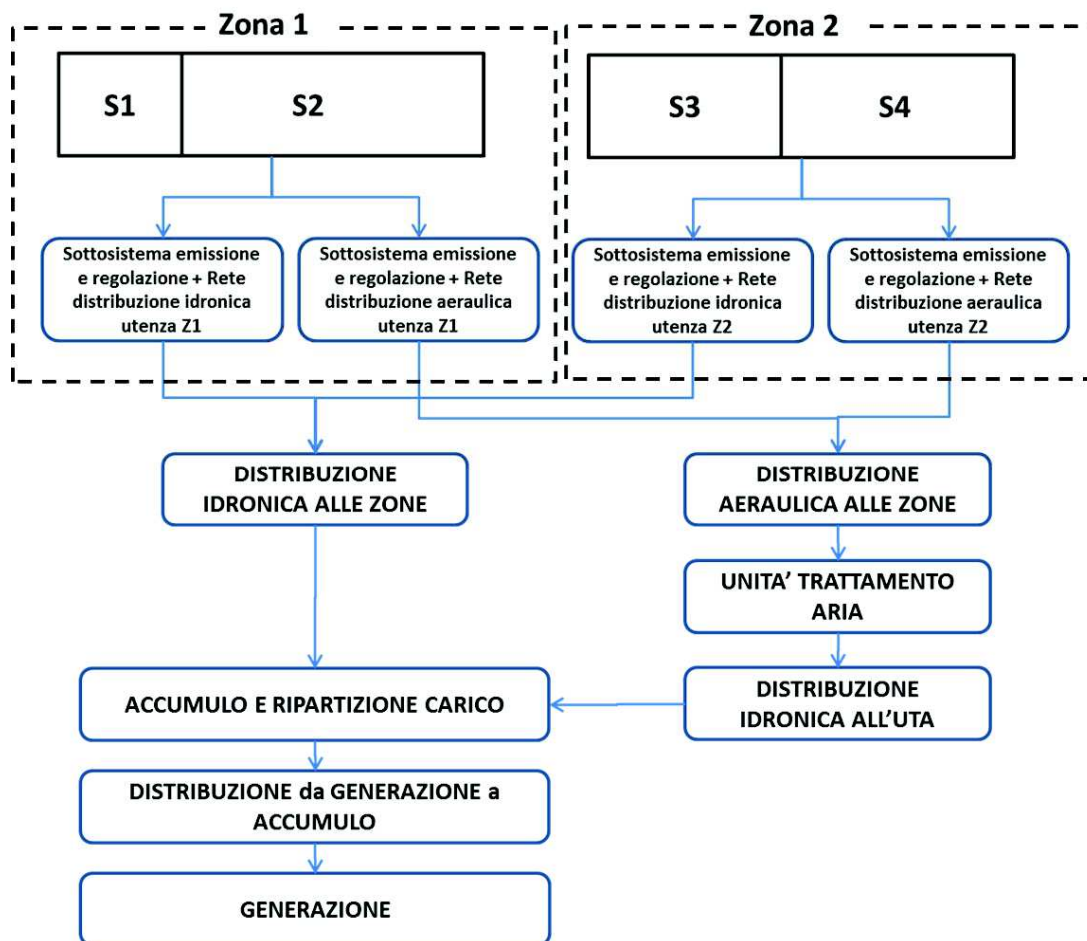 Zona 1
Zona 2
S1
S2
S3
S4
Sottosistema emissione
e regolazione + Rete
distribuzione idronica
utenza Z1
Sottosistema emissione
e regolazione + Rete
distribuzione aeraulica
utenza Z1
Sottosistema emissione
e regolazione + Rete
distribuzione idronica
utenza Z2
Sottosistema emissione
e regolazione + Rete
distribuzione aeraulica
utenza Z2
DISTRIBUZIONE
IDRONICA ALLE ZONE
DISTRIBUZIONE
AERAULICA ALLE ZONE
UNITA’ TRATTAMENTO
ARIA
ACCUMULO E RIPARTIZIONE CARICO
DISTRIBUZIONE
IDRONICA ALL’UTA
DISTRIBUZIONE da GENERAZIONE a
ACCUMULO
GENERAZIONE